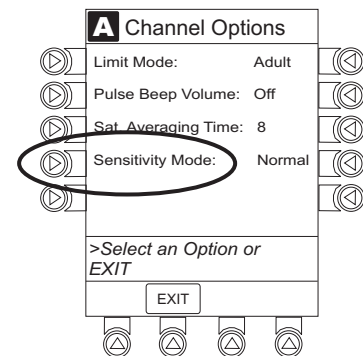 A Channel Options
Limit Mode: Adult
Pulse Beep Volume: Off
Sat. Averaging Time: 8
Sensitivity Mode: Normal
>Select an Option or
EXIT
EXIT